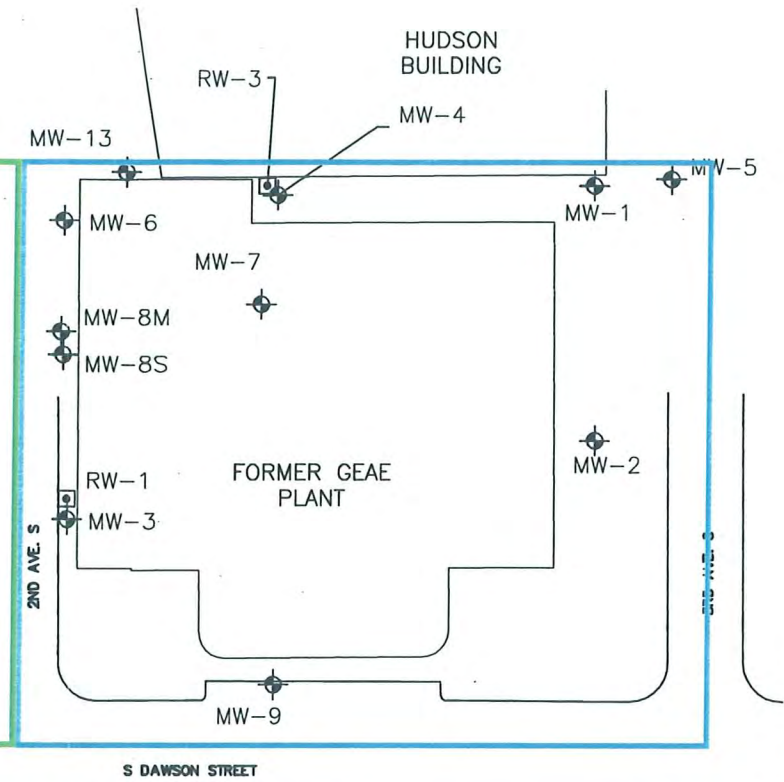 HUDSON
BUILDING
RW-3
MW-4
MW-13
MW-5
MW-1
MW-6
MW-7
MW-8M
MW-8S
MW-2
FORMER GEAE
PLANT
RW-1
MW-3
2ND AVE. S
AVE. S
MW-9
S DAWSON STREET